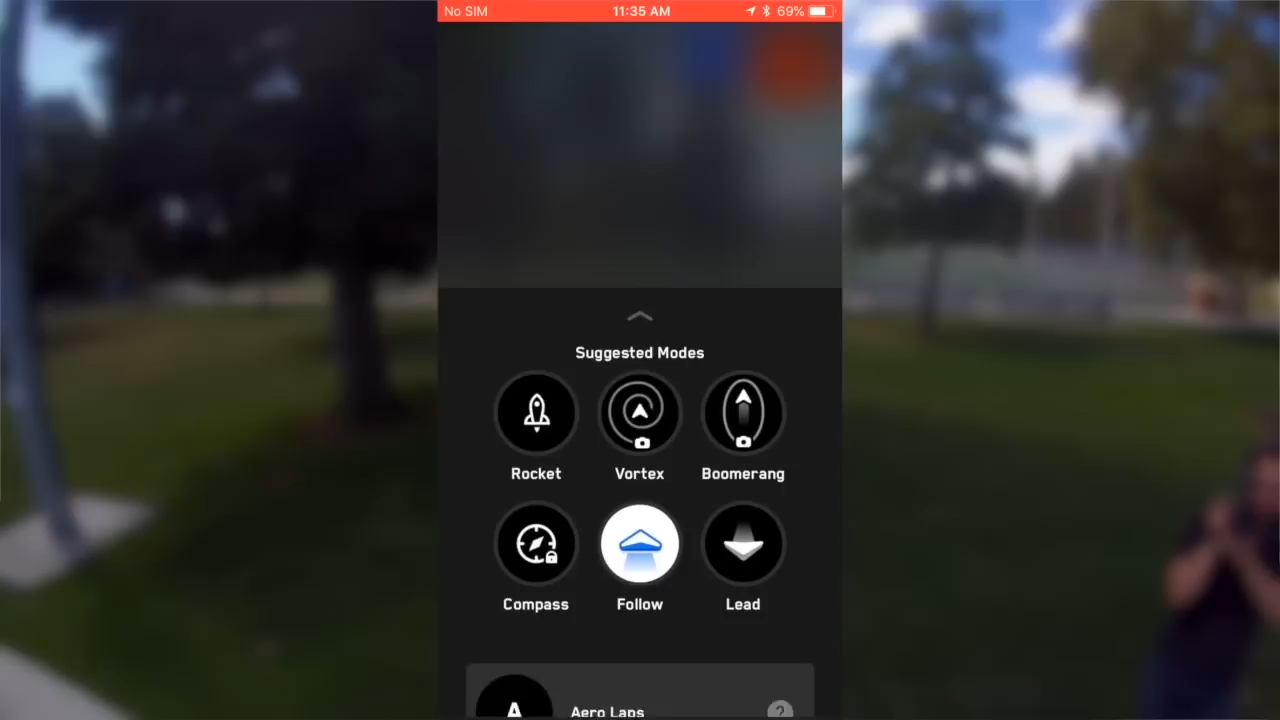 No SIM 11:35 AM 69%
Suggested Modes
Rocket Vortex Boomerang
Compass Follow Lead
A Aero Laps ?